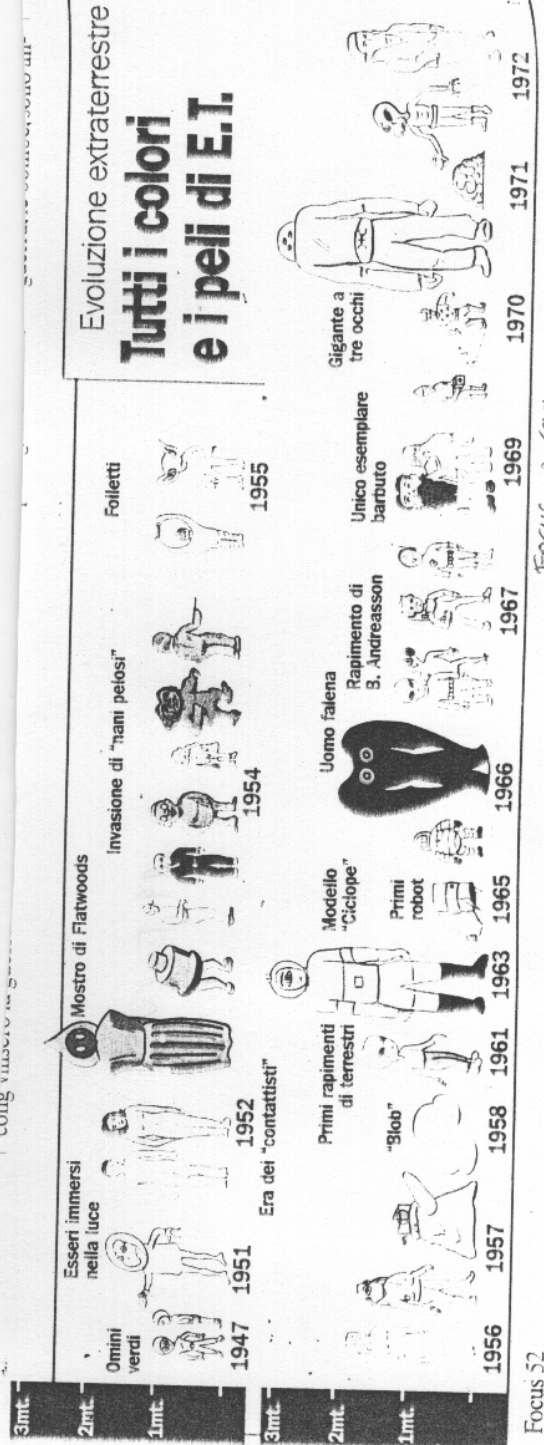 Evoluzione extraterrestre
Tutti i colori
e i peli di E.T.
3mt.
2mt.
1mt.
Omini
verdi
1947
Esseri immersi
nella luce
1951
1952
Mostro di Flatwoods
Invasione di "nani pelosi"
1954
Folletti
1955
3mt.
2mt.
1mt.
Era dei "contattisti"
1956
1957
"Blob"
1958
Primi rapimenti
di terrestri
1961
1963
Modello
"Ciclope"
Primi
robot
1965
Uomo falena
1966
Rapimento di
B. Andreasson
1967
Unico esemplare
barbuto
1969
Gigante a
tre occhi
1970
1971
1972
Focus 52